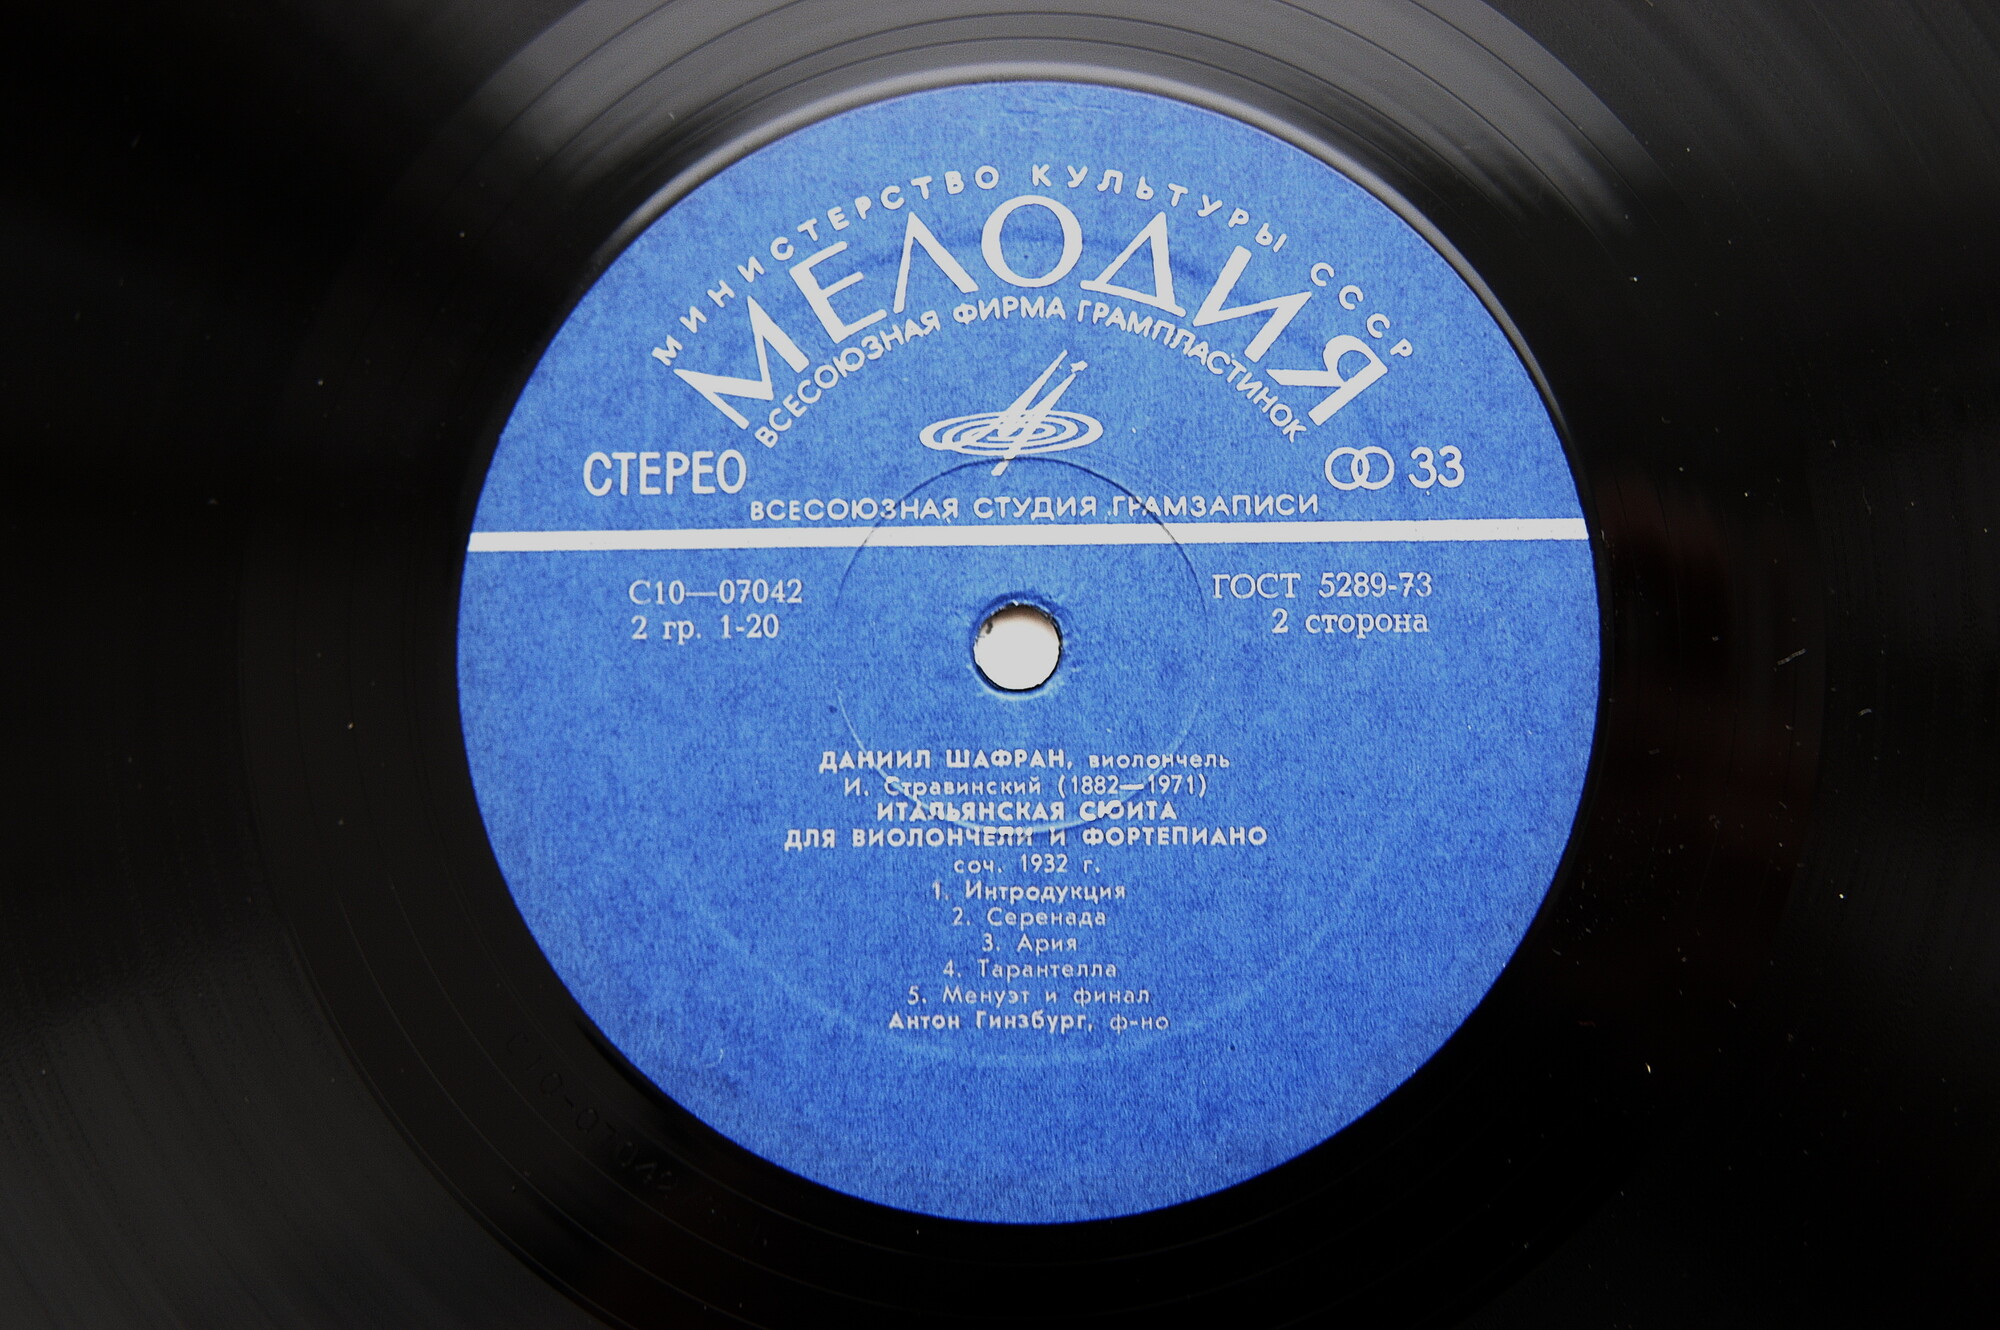 МИНИСТЕРСТВО КУЛЬТУРЫ СССР
МЕЛОДИЯ
ВСЕСОЮЗНАЯ ФИРМА ГРАМПЛАСТИНОК
СТЕРЕО
33
ВСЕСОЮЗНАЯ СТУДИЯ ГРАМЗАПИСИ
С10—07042
2 гр. 1-20
ГОСТ 5289-73
2 сторона
ДАНИИЛ ШАФРАН, виолончель
И. Стравинский (1882—1971)
ИТАЛЬЯНСКАЯ СЮИТА
ДЛЯ ВИОЛОНЧЕЛИ И ФОРТЕПИАНО
соч. 1932 г.
1. Интродукция
2. Серенада
3. Ария
4. Тарантелла
5. Менуэт и финал
Антон Гинзбург, ф-но
С10-07042